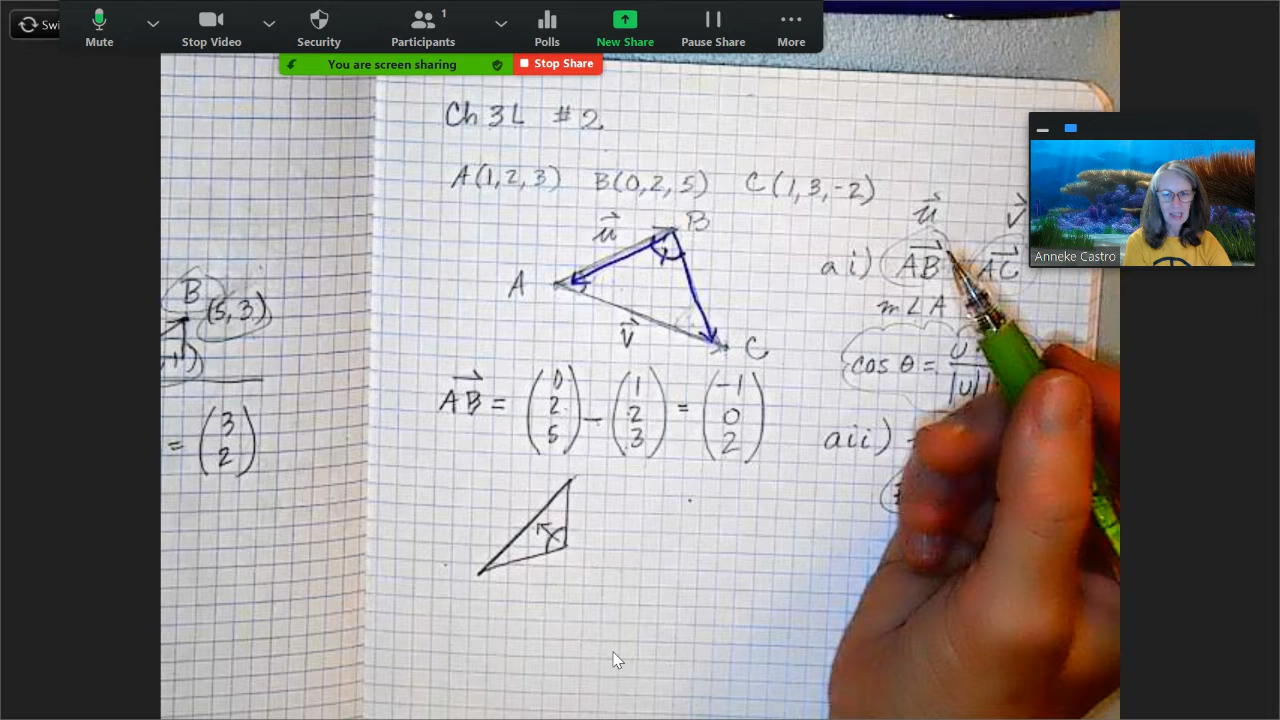 Mute
Stop Video
Security
1
Participants
Polls
New Share
Pause Share
More
You are screen sharing
Stop Share
Anneke Castro
Ch 3L #2
A(1,2,3) B(0,2,5) C(1,3,-2)
u⃗ B
A
v⃗ C
AB⃗ = (0 2 5) - (1 2 3) = (-1 0 2)
u⃗ v⃗
a i) AB⃗ AC⃗
m∠A
cos θ =
aii)
B (5,3)
= (3 2)